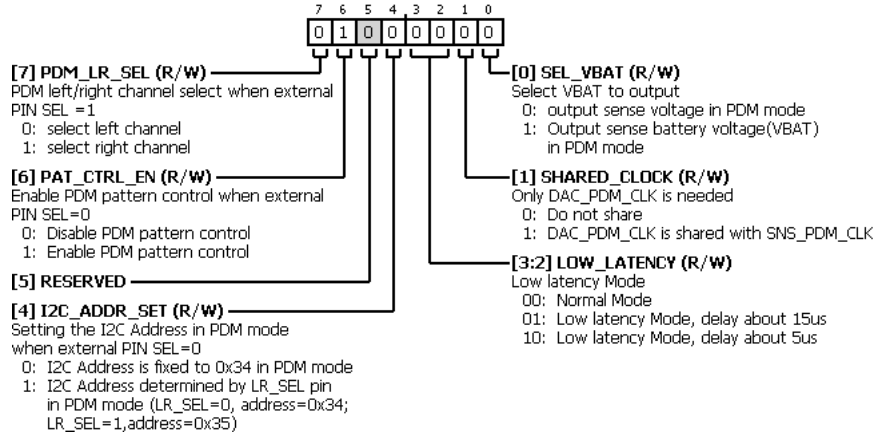 7 6 5 4 3 2 1 0
0 1 0 0 0 0 0 0
[7] PDM_LR_SEL (R/W)
PDM left/right channel select when external
PIN SEL =1
0: select left channel
1: select right channel
[6] PAT_CTRL_EN (R/W)
Enable PDM pattern control when external
PIN SEL=0
0: Disable PDM pattern control
1: Enable PDM pattern control
[5] RESERVED
[4] I2C_ADDR_SET (R/W)
Setting the I2C Address in PDM mode
when external PIN SEL=0
0: I2C Address is fixed to 0x34 in PDM mode
1: I2C Address determined by LR_SEL pin
in PDM mode (LR_SEL=0, address=0x34;
LR_SEL=1,address=0x35)
[0] SEL_VBAT (R/W)
Select VBAT to output
0: output sense voltage in PDM mode
1: Output sense battery voltage(VBAT)
in PDM mode
[1] SHARED_CLOCK (R/W)
Only DAC_PDM_CLK is needed
0: Do not share
1: DAC_PDM_CLK is shared with SNS_PDM_CLK
[3:2] LOW_LATENCY (R/W)
Low latency Mode
00: Normal Mode
01: Low latency Mode, delay about 15us
10: Low latency Mode, delay about 5us